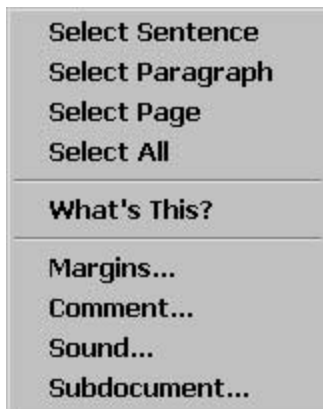 Select Sentence
Select Paragraph
Select Page
Select All
What's This?
Margins...
Comment...
Sound...
Subdocument...